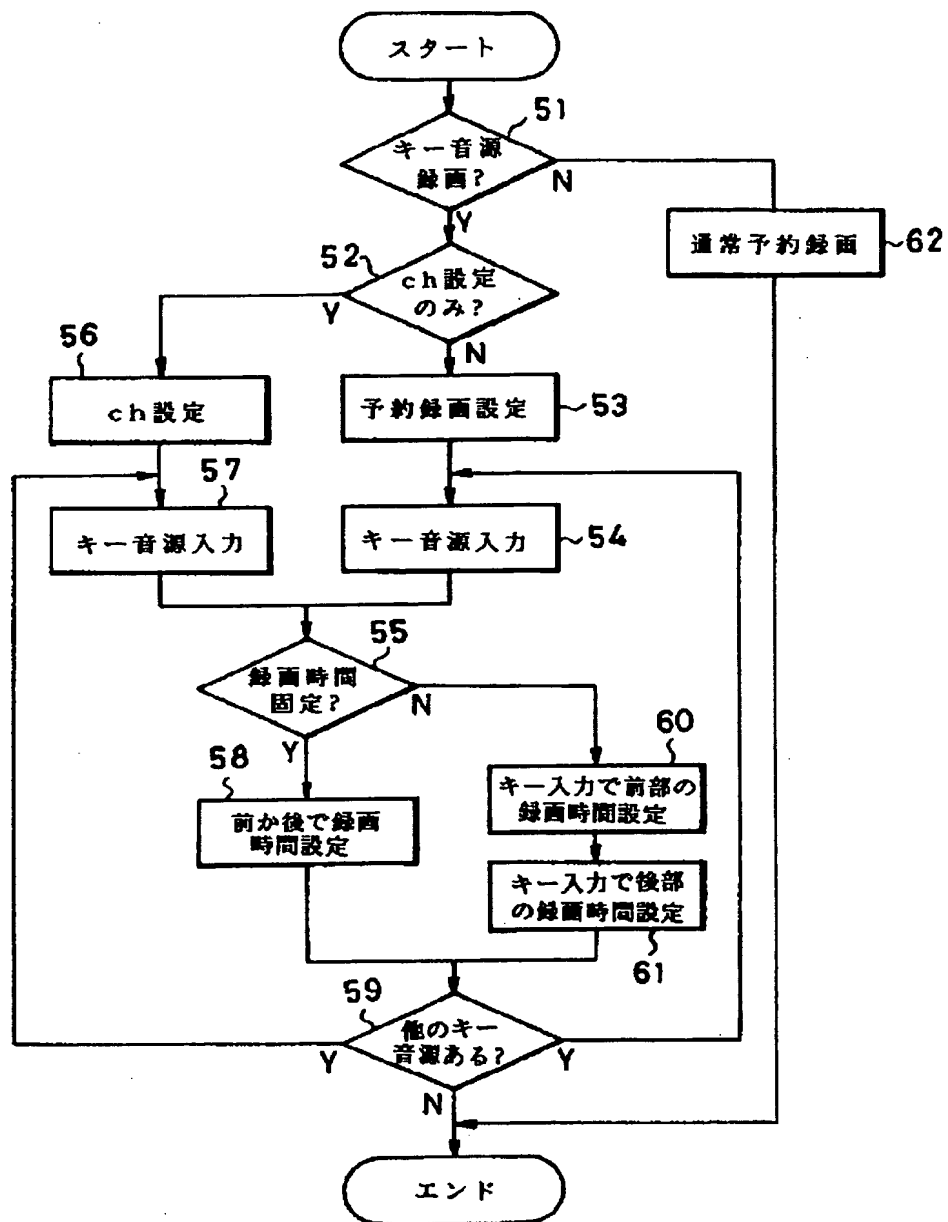 スタート
51
キー音源
録画?
N
Y
通常予約録画
62
52
ch設定
のみ?
Y
N
56
ch設定
予約録画設定
53
57
キー音源入力
キー音源入力
54
55
録画時間
固定?
N
Y
58
前か後で録画
時間設定
60
キー入力で前部の
録画時間設定
キー入力で後部
の録画時間設定
61
59
他のキー
音源ある?
Y
Y
N
エンド